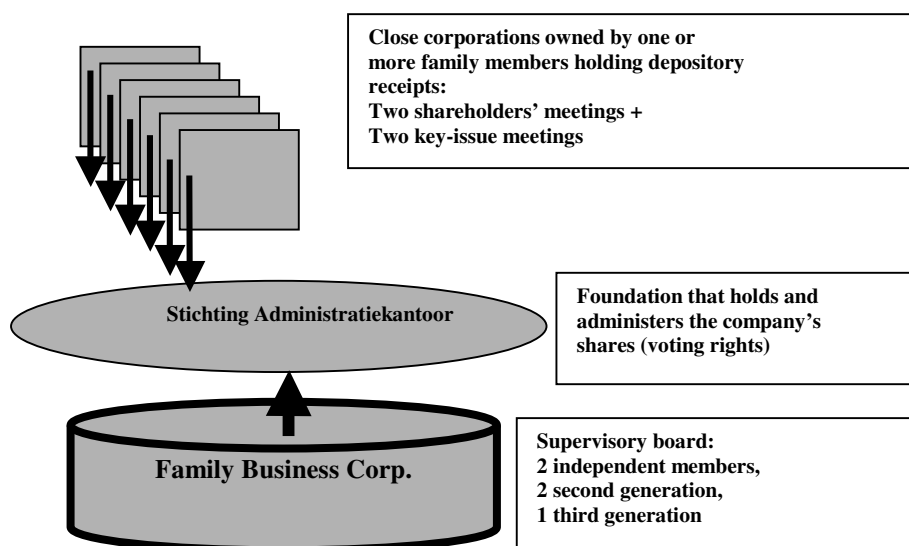 Close corporations owned by one or
more family members holding depository
receipts:
Two shareholders’ meetings +
Two key-issue meetings
Stichting Administratiekantoor
Foundation that holds and
administers the company’s
shares (voting rights)
Family Business Corp.
Supervisory board:
2 independent members,
2 second generation,
1 third generation